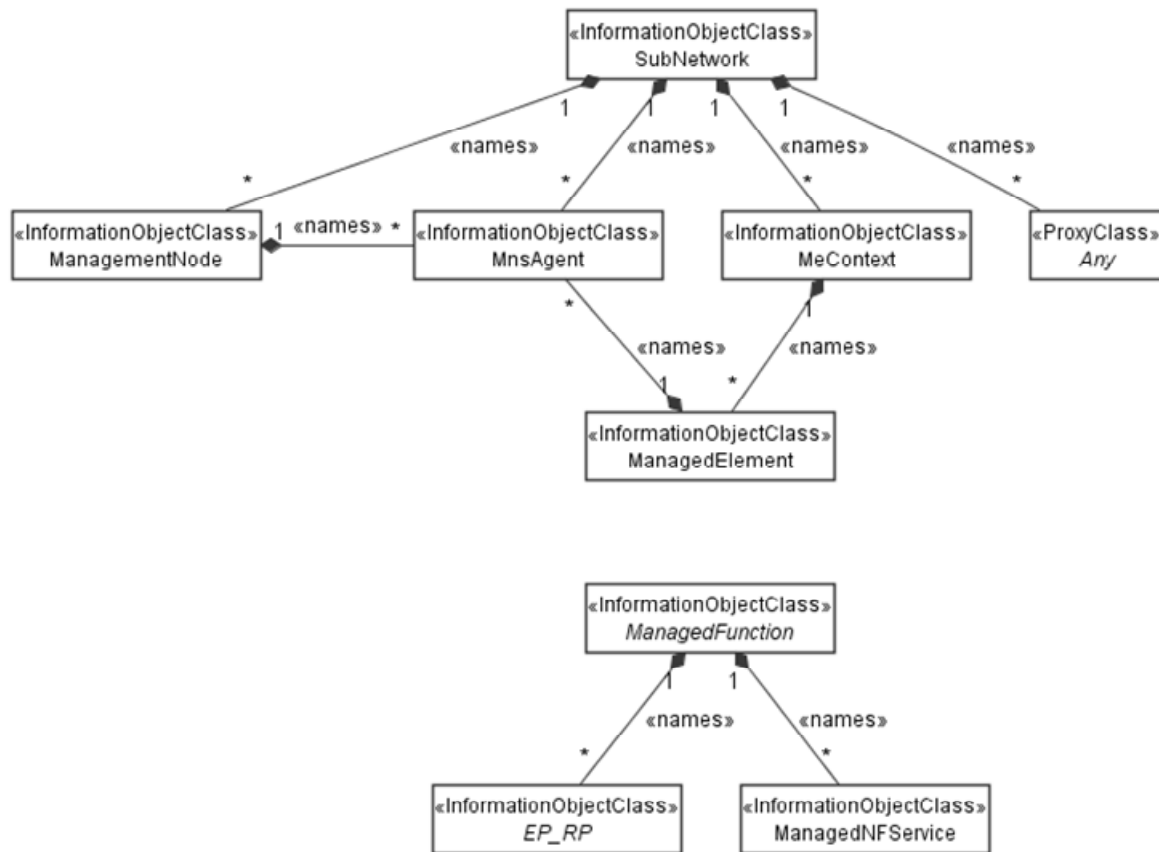 «InformationObjectClass»
SubNetwork
1
1
1
1
«names»
«names»
«names»
«names»
*
*
*
*
«InformationObjectClass»
ManagementNode
1
«names»
*
«InformationObjectClass»
MnsAgent
«InformationObjectClass»
MeContext
«ProxyClass»
Any
*
1
«names»
«names»
1
*
«InformationObjectClass»
ManagedElement
«InformationObjectClass»
ManagedFunction
1
1
«names»
«names»
*
*
«InformationObjectClass»
EP_RP
«InformationObjectClass»
ManagedNFService